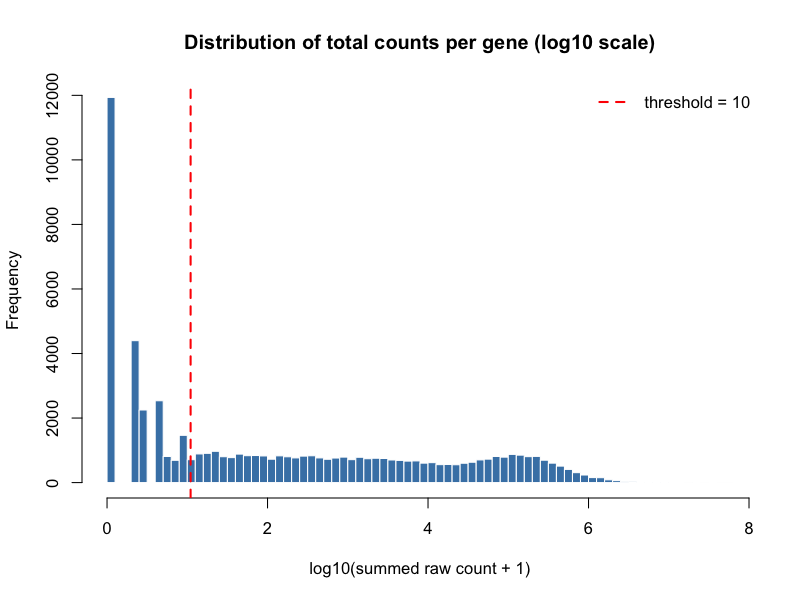 Distribution of total counts per gene (log10 scale)
threshold = 10
Frequency
12000
10000
8000
6000
4000
2000
0
0 2 4 6 8
log10(summed raw count + 1)